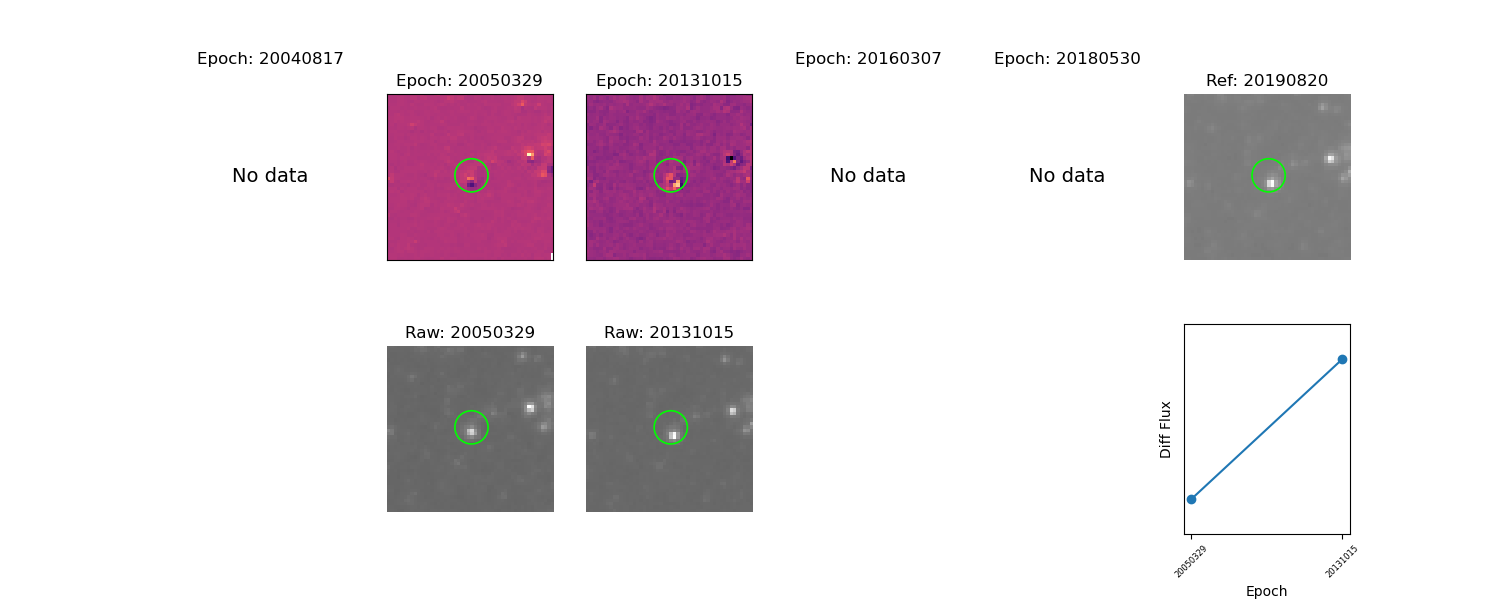 Epoch: 20040817
Epoch: 20160307
Epoch: 20180530
Epoch: 20050329
Epoch: 20131015
Ref: 20190820
No data
No data
No data
Raw: 20050329
Raw: 20131015
Diff Flux
20050329
20131015
Epoch